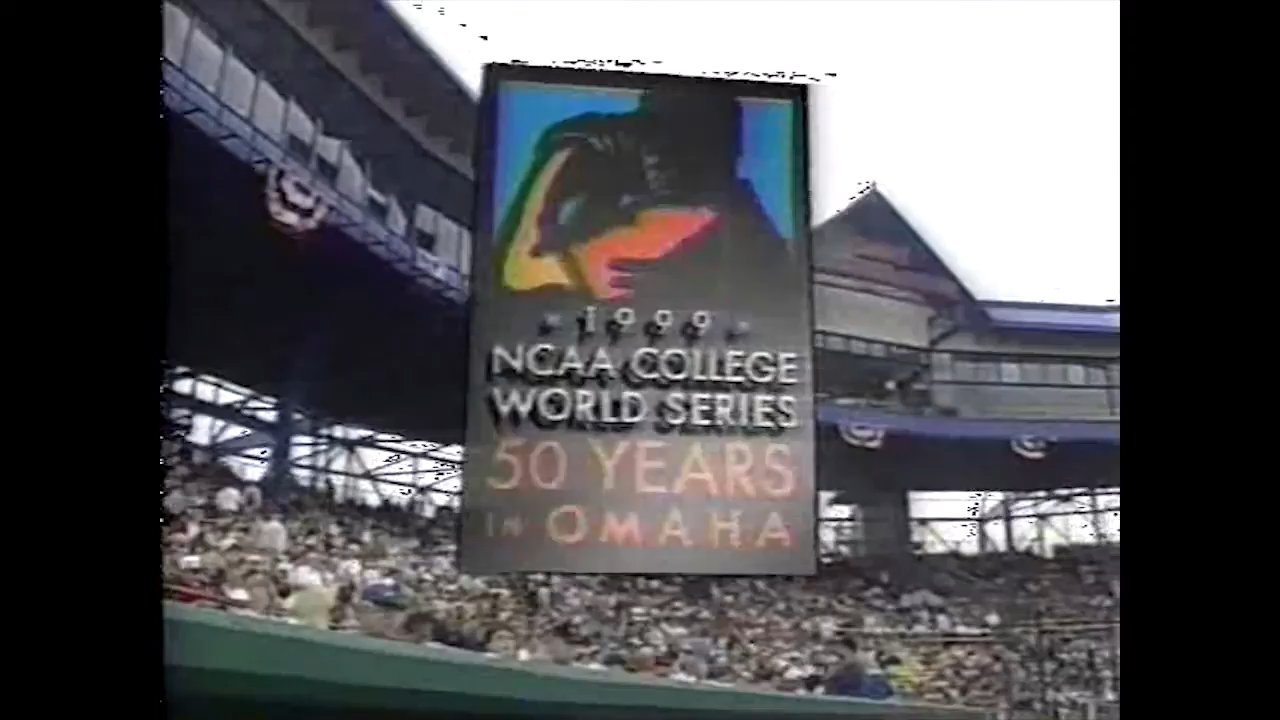 1999
NCAA COLLEGE
WORLD SERIES
50 YEARS
IN OMAHA